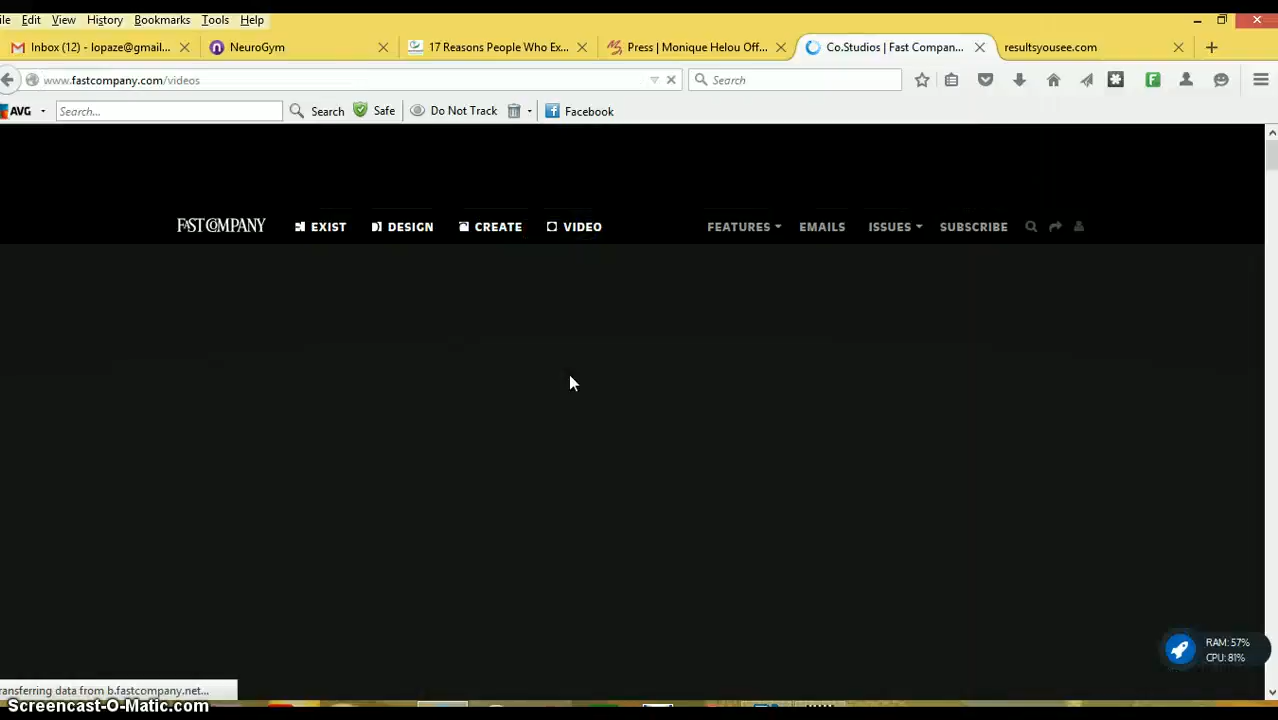 ile Edit View History Bookmarks Tools Help
Inbox (12) - lopaze@gmail... NeuroGym 17 Reasons People Who Ex... Press | Monique Helou Off... Co.Studios | Fast Compan... resultsyousee.com
www.fastcompany.com/videos Search
AVG Search... Search Safe Do Not Track Facebook
FAST COMPANY EXIST DESIGN CREATE VIDEO FEATURES EMAILS ISSUES SUBSCRIBE
RAM: 57%
CPU: 81%
ransferring data from b.fastcompany.net...
Screencast-O-Matic.com